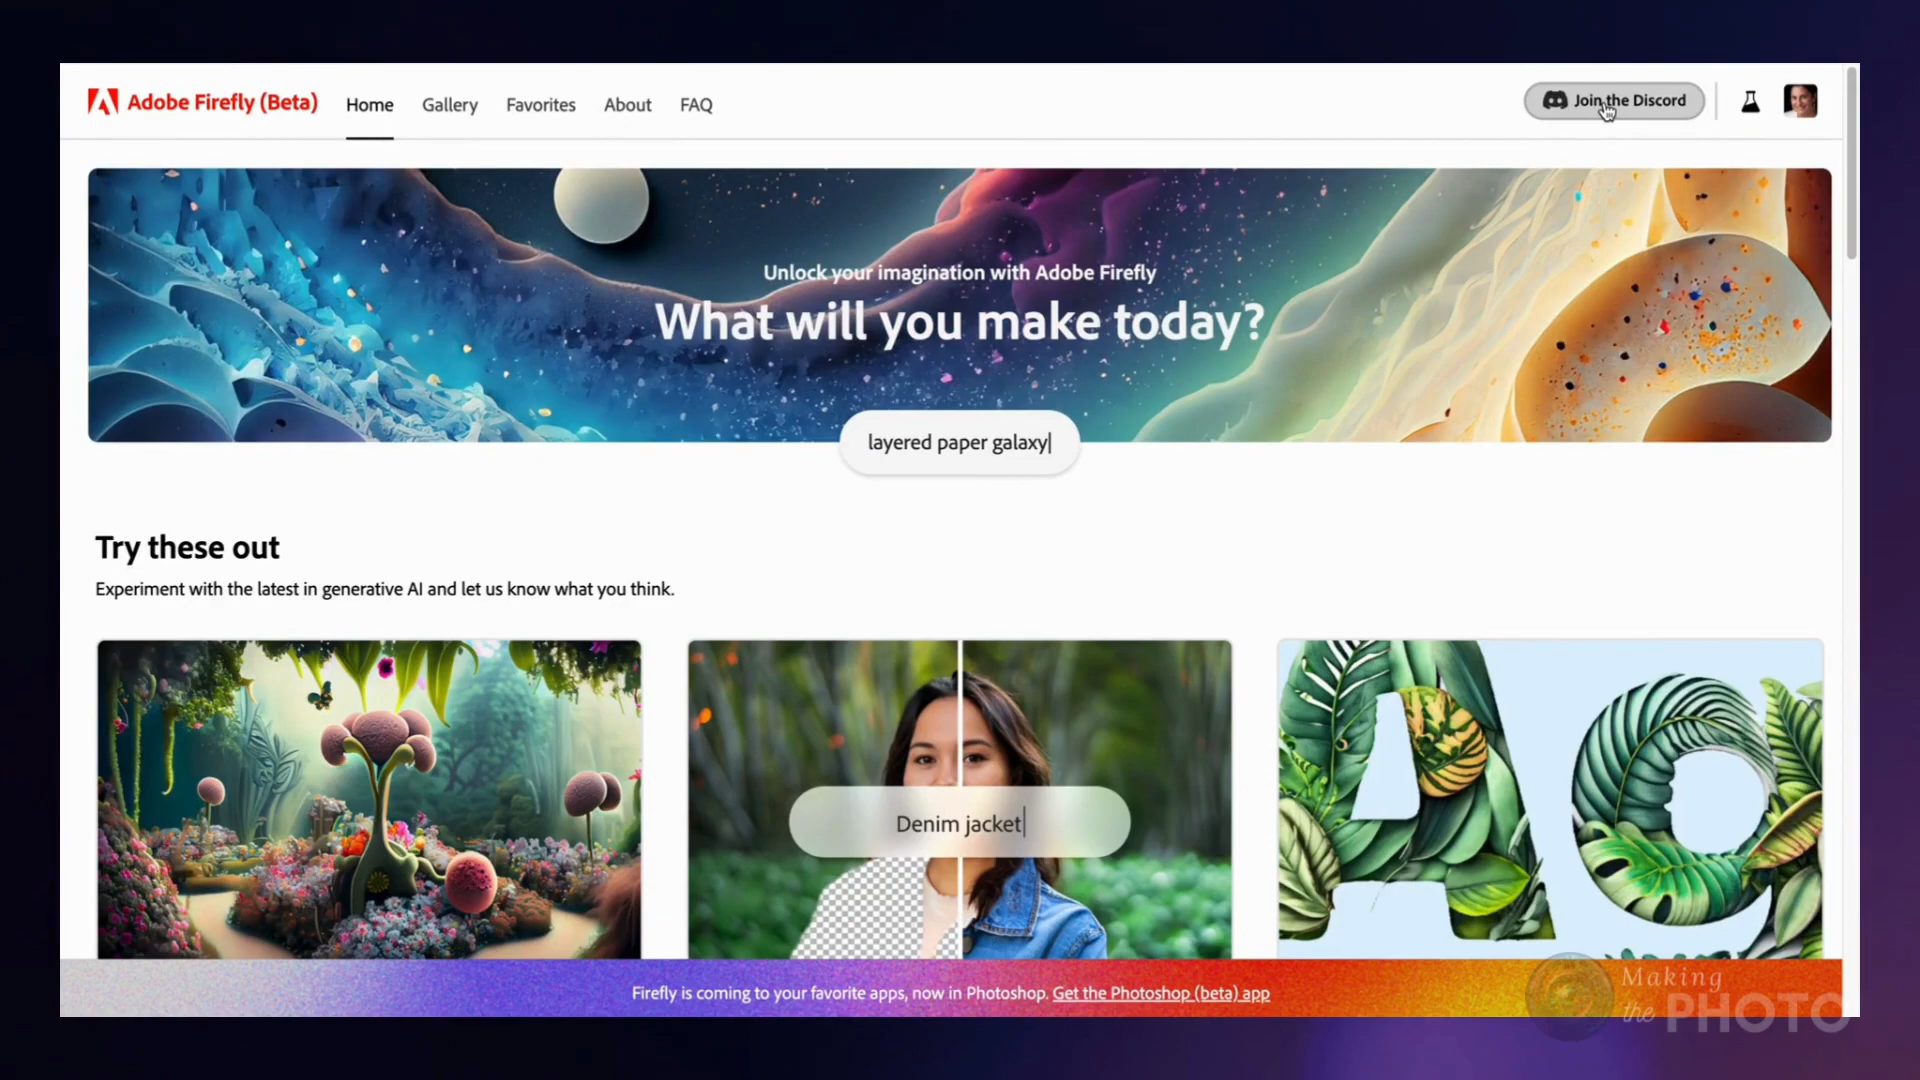 Adobe Firefly (Beta)
Home
Gallery
Favorites
About
FAQ
Join the Discord
Unlock your imagination with Adobe Firefly
What will you make today?
layered paper galaxy
Try these out
Experiment with the latest in generative AI and let us know what you think.
Denim jacket
Ao
Firefly is coming to your favorite apps, now in Photoshop. Get the Photoshop (beta) app
Making
the PHOTO